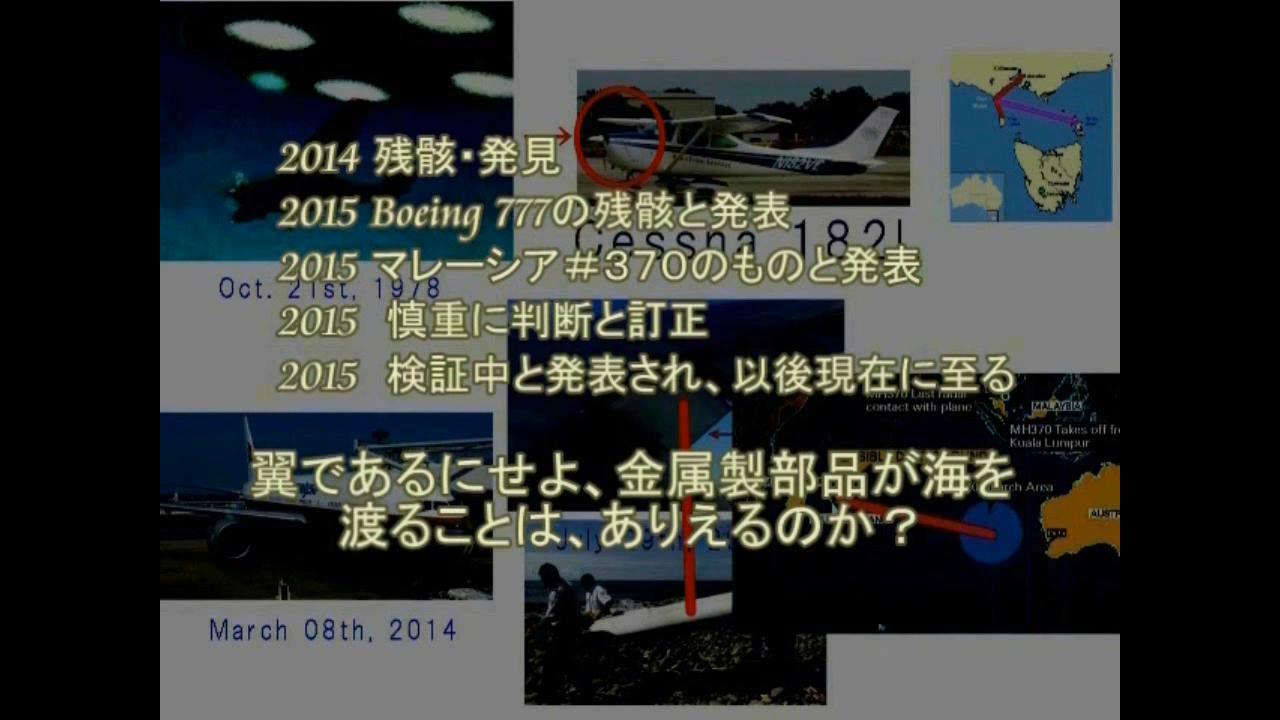 2014 残骸・発見
2015 Boeing 777の残骸と発表
Cessna 182L
2015 マレーシア＃３７０のものと発表
Oct. 21st, 1978
2015 慎重に判断と訂正
2015 検証中と発表され、以後現在に至る
MH370 Last radar
contact with plane
MALAYSIA
MH370 Takes off fr
Kuala Lumpur
翼であるにせよ、金属製部品が海を
渡ることは、ありえるのか？
rch Area
AUSTR
March 08th, 2014